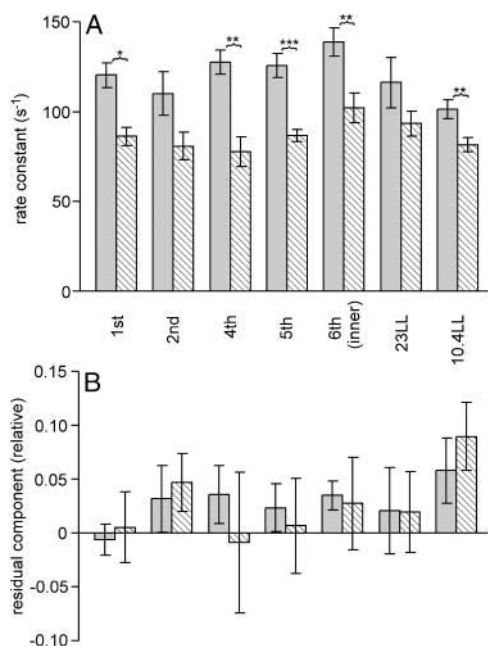 A
rate constant (s⁻¹)
150
100
50
0
*
**
***
**
**
1st
2nd
4th
5th
6th
(inner)
23LL
10.4LL
B
residual component (relative)
0.15
0.10
0.05
0
-0.05
-0.10